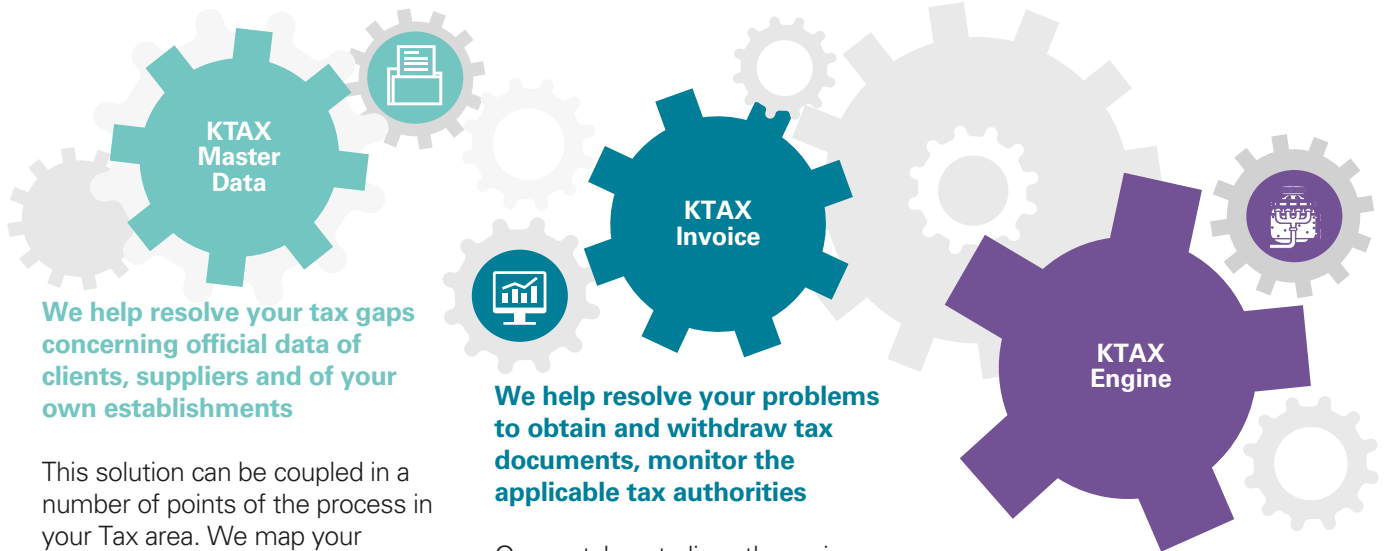 KTAX
Master
Data
We help resolve your tax gaps
concerning official data of
clients, suppliers and of your
own establishments
This solution can be coupled in a
number of points of the process in
your Tax area. We map your
KTAX
Invoice
We help resolve your problems
to obtain and withdraw tax
documents, monitor the
applicable tax authorities
KTAX
Engine